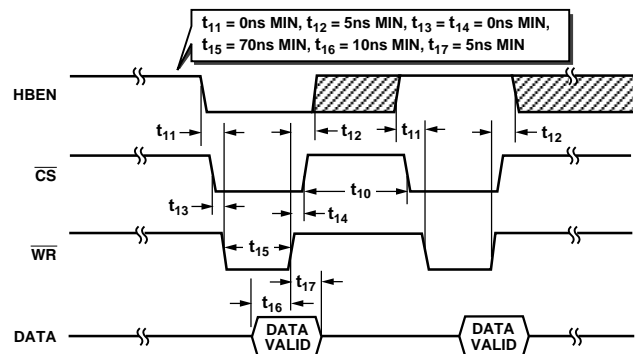 t11 = 0ns MIN, t12 = 5ns MIN, t13 = t14 = 0ns MIN,
t15 = 70ns MIN, t16 = 10ns MIN, t17 = 5ns MIN
HBEN
t11
t12
t11
t12
CS
t13
t14
t10
WR
t15
t17
t16
DATA
DATA
VALID
DATA
VALID